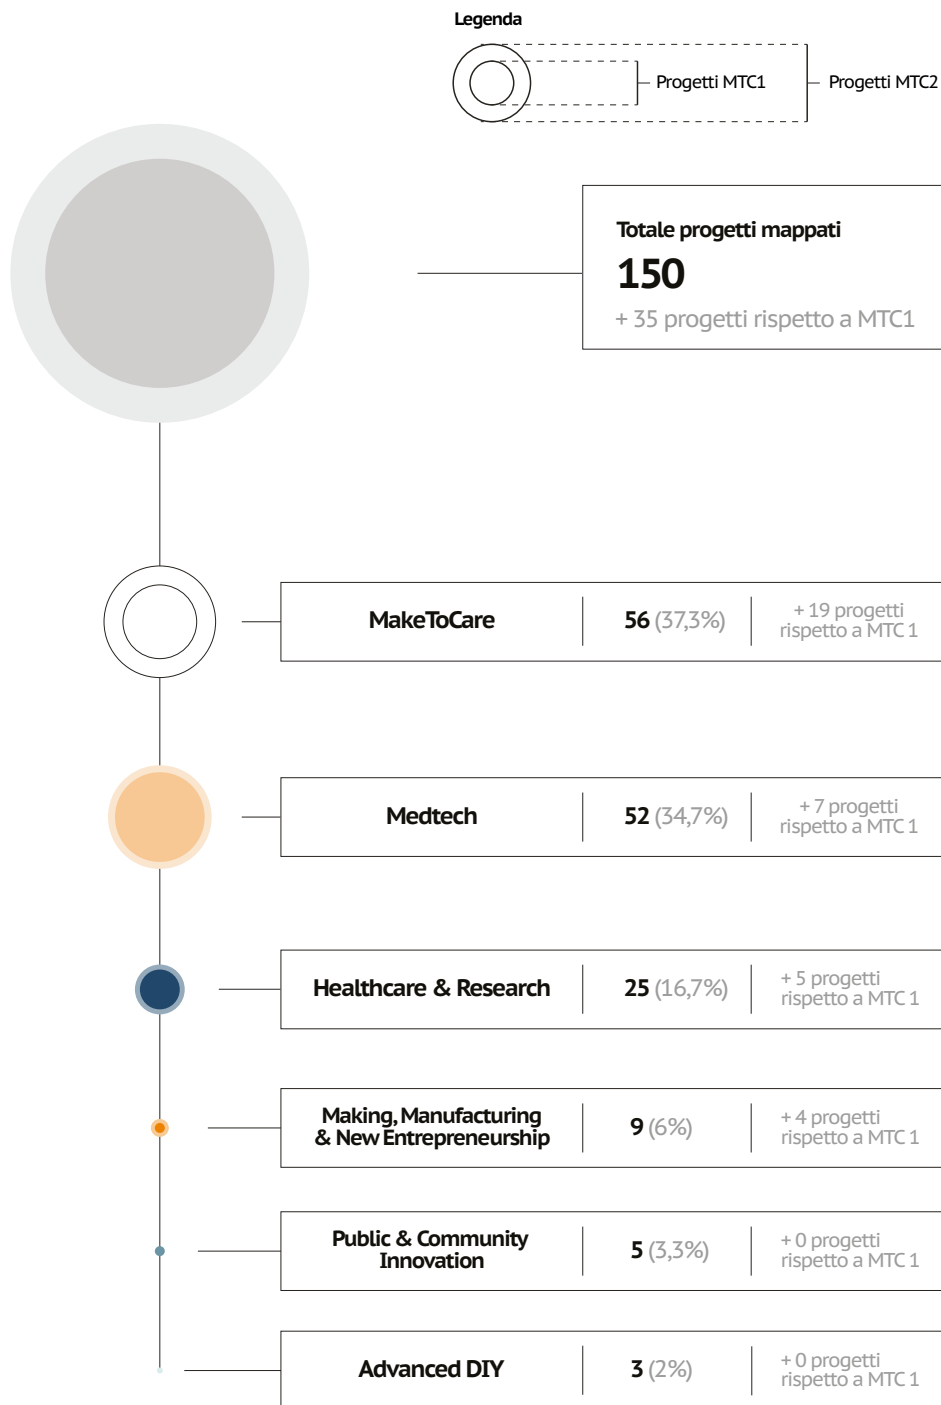 Legenda
Progetti MTC1
Progetti MTC2
Totale progetti mappati
150
+ 35 progetti rispetto a MTC1
MakeToCare
56 (37,3%)
+ 19 progetti
rispetto a MTC 1
Medtech
52 (34,7%)
+ 7 progetti
rispetto a MTC 1
Healthcare & Research
25 (16,7%)
+ 5 progetti
rispetto a MTC 1
Making, Manufacturing
& New Entrepreneurship
9 (6%)
+ 4 progetti
rispetto a MTC 1
Public & Community
Innovation
5 (3,3%)
+ 0 progetti
rispetto a MTC 1
Advanced DIY
3 (2%)
+ 0 progetti
rispetto a MTC 1